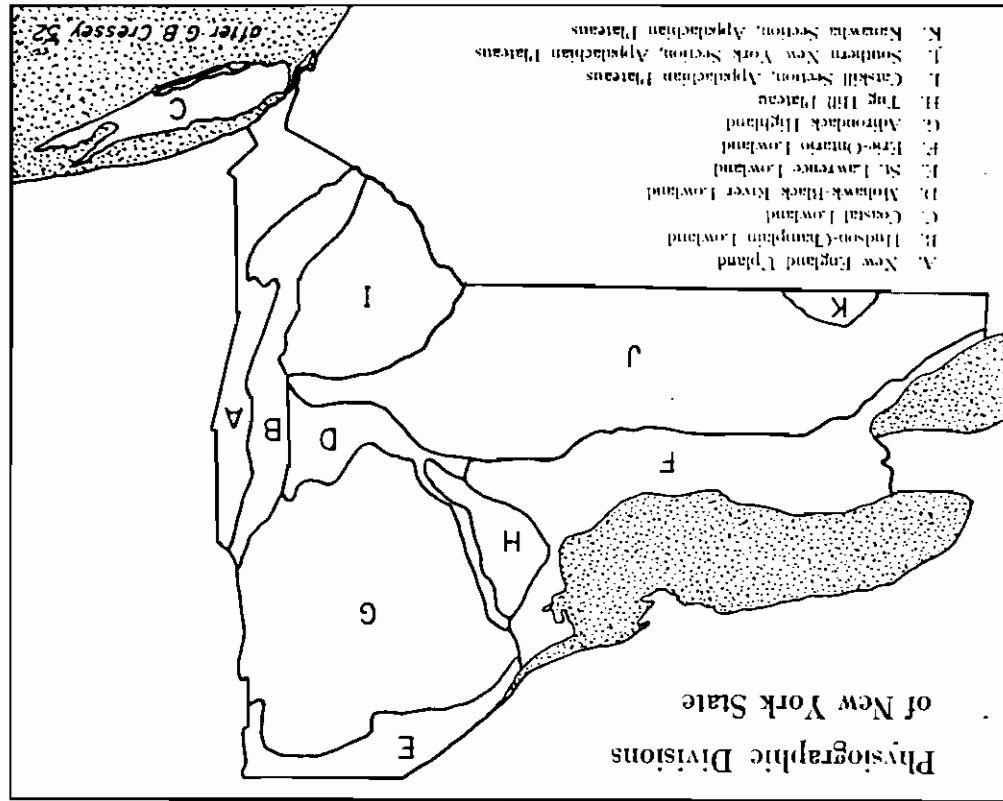 Physiographic Divisions
of New York State
E
G
H
F
D
B
A
J
K
I
C
A. New England Upland
B. Hudson-Champlain Lowland
C. Coastal Lowland
D. Mohawk-Black River Lowland
E. St. Lawrence Lowland
F. Erie-Ontario Lowland
G. Adirondack Highland
H. Tug Hill Plateau
I. Catskill Section, Appalachian Plateaus
J. Southern New York, Section, Appalachian Plateaus
K. Kanawha, Section, Appalachian Plateaus
after G B Cressey 52